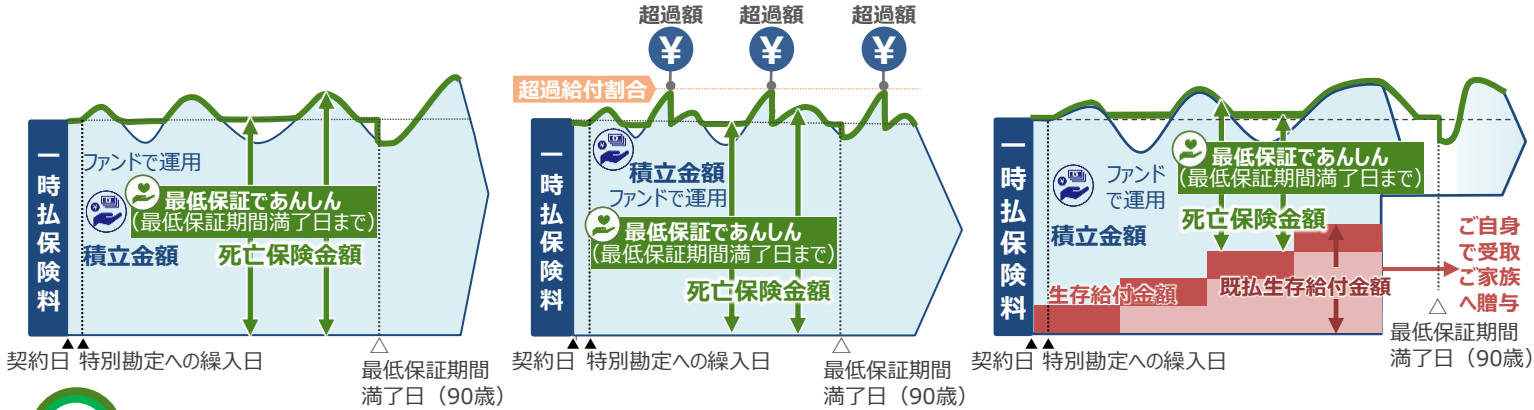 一時払保険料
ファンドで運用
最低保証であんしん
(最低保証期間満了日まで)
積立金額
死亡保険金額
契約日
特別勘定への繰入日
最低保証期間
満了日（90歳）
超過額
超過額
超過額
¥
¥
¥
超過給付割合
一時払保険料
積立金額
ファンドで運用
最低保証であんしん
(最低保証期間満了日まで)
死亡保険金額
契約日
特別勘定への繰入日
最低保証期間
満了日（90歳）
一時払保険料
ファンド
で運用
積立金額
最低保証であんしん
(最低保証期間満了日まで)
死亡保険金額
生存給付金額
既払生存給付金額
ご自身
で受取
ご家族
へ贈与
契約日
特別勘定への繰入日
最低保証期間
満了日（90歳）